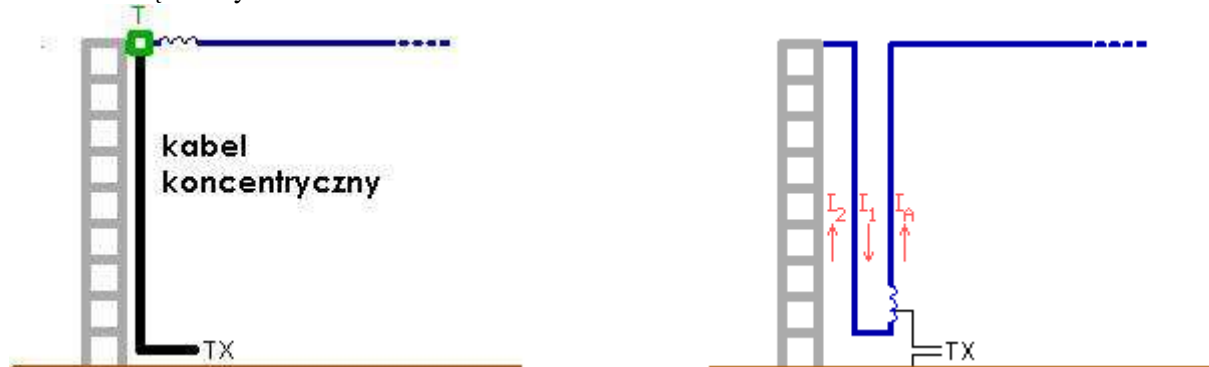 T
kabel
koncentryczny
TX
I2 I1 IA
TX